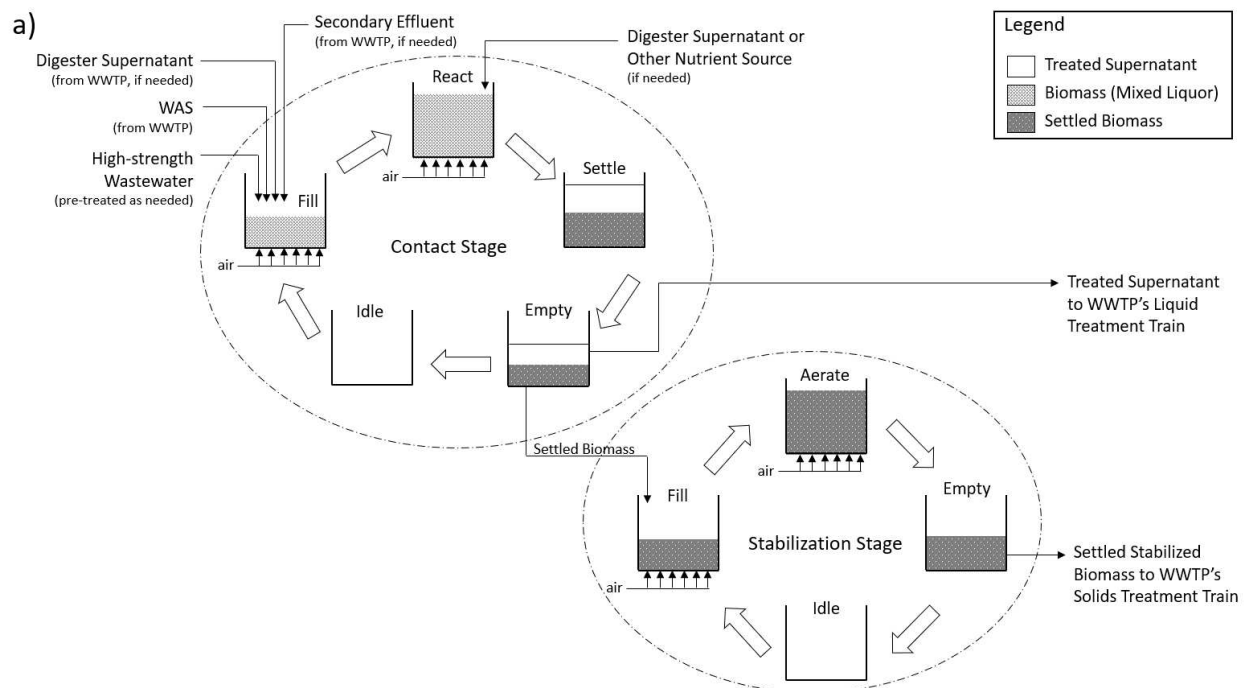 a)
Secondary Effluent
(from WWTP, if needed)
Digester Supernatant
(from WWTP, if needed)
WAS
(from WWTP)
High-strength
Wastewater
(pre-treated as needed)
Digester Supernatant or
Other Nutrient Source
(if needed)
React
air
Settle
Fill
air
Contact Stage
Idle
Empty
Treated Supernatant
to WWTP's Liquid
Treatment Train
Settled Biomass
Aerate
air
Fill
air
Empty
Stabilization Stage
Idle
Settled Stabilized
Biomass to WWTP's
Solids Treatment Train
Legend
Treated Supernatant
Biomass (Mixed Liquor)
Settled Biomass